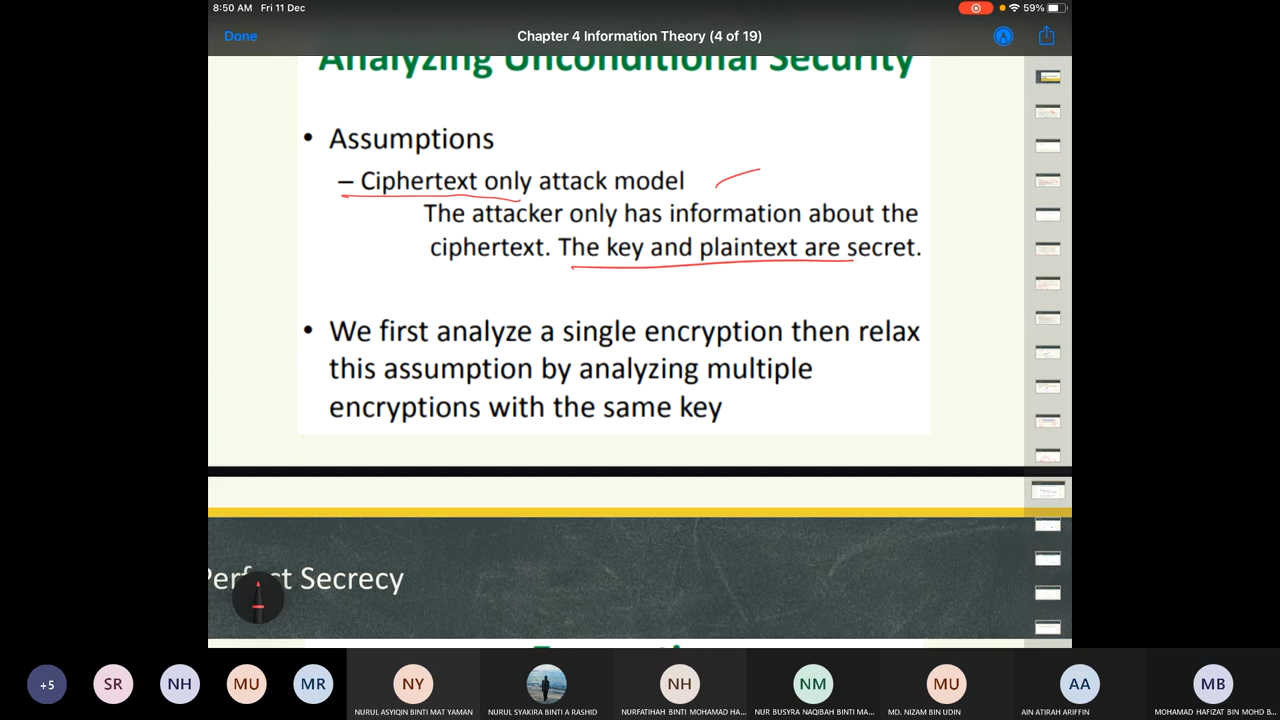 8:50 AM Fri 11 Dec
59%
Done
Chapter 4 Information Theory (4 of 19)
Analyzing Unconditional Security
• Assumptions
– Ciphertext only attack model
The attacker only has information about the
ciphertext. The key and plaintext are secret.
• We first analyze a single encryption then relax
this assumption by analyzing multiple
encryptions with the same key
Perfect Secrecy
+5
SR
NH
MU
MR
NY
NH
NM
MU
AA
MB
NURUL ASYIQIN BINTI MAT YAMAN
NURUL SYAKIRA BINTI A RASHID
NURFATIHAH BINTI MOHAMAD HA...
NUR BUSYRA NAQIBAH BINTI MA...
MD. NIZAM BIN UDIN
AIN ATIRAH ARIFFIN
MOHAMAD HAFIZAT BIN MOHD B...